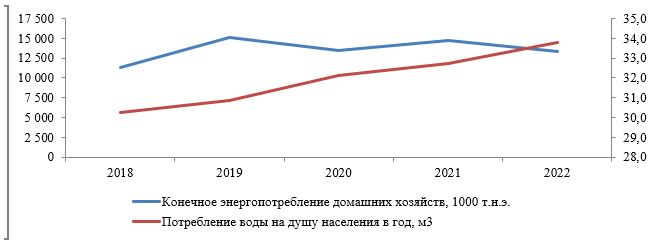 17 500 35,0
15 000 34,0
12 500 33,0
10 000 32,0
7 500 31,0
5 000 30,0
2 500 29,0
0 28,0
2018 2019 2020 2021 2022
Конечное энергопотребление домашних хозяйств, 1000 т.н.э.
Потребление воды на душу населения в год, м3